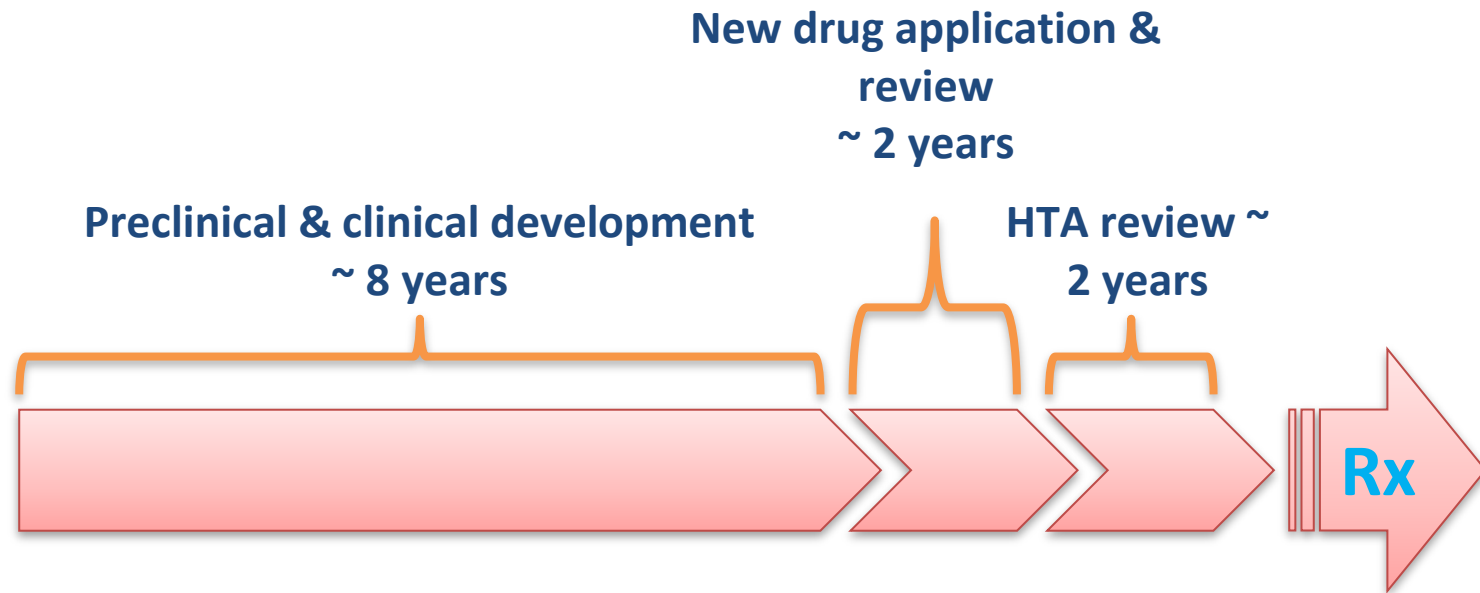 New drug application &
review
~ 2 years
Preclinical & clinical development
~ 8 years
HTA review ~
2 years
Rx